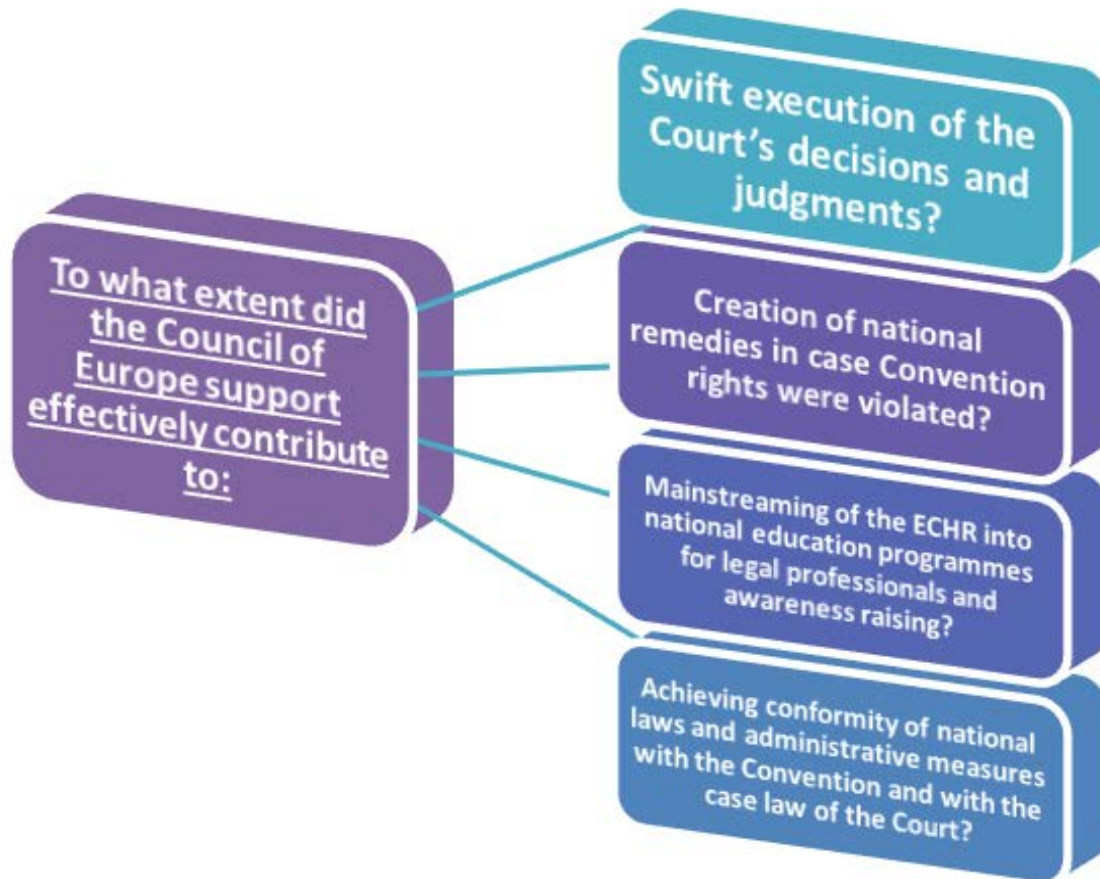 To what extent did
the Council of
Europe support
effectively contribute
to:
Swift execution of the
Court's decisions and
judgments?
Creation of national
remedies in case Convention
rights were violated?
Mainstreaming of the ECHR into
national education programmes
for legal professionals and
awareness raising?
Achieving conformity of national
laws and administrative measures
with the Convention and with the
case law of the Court?